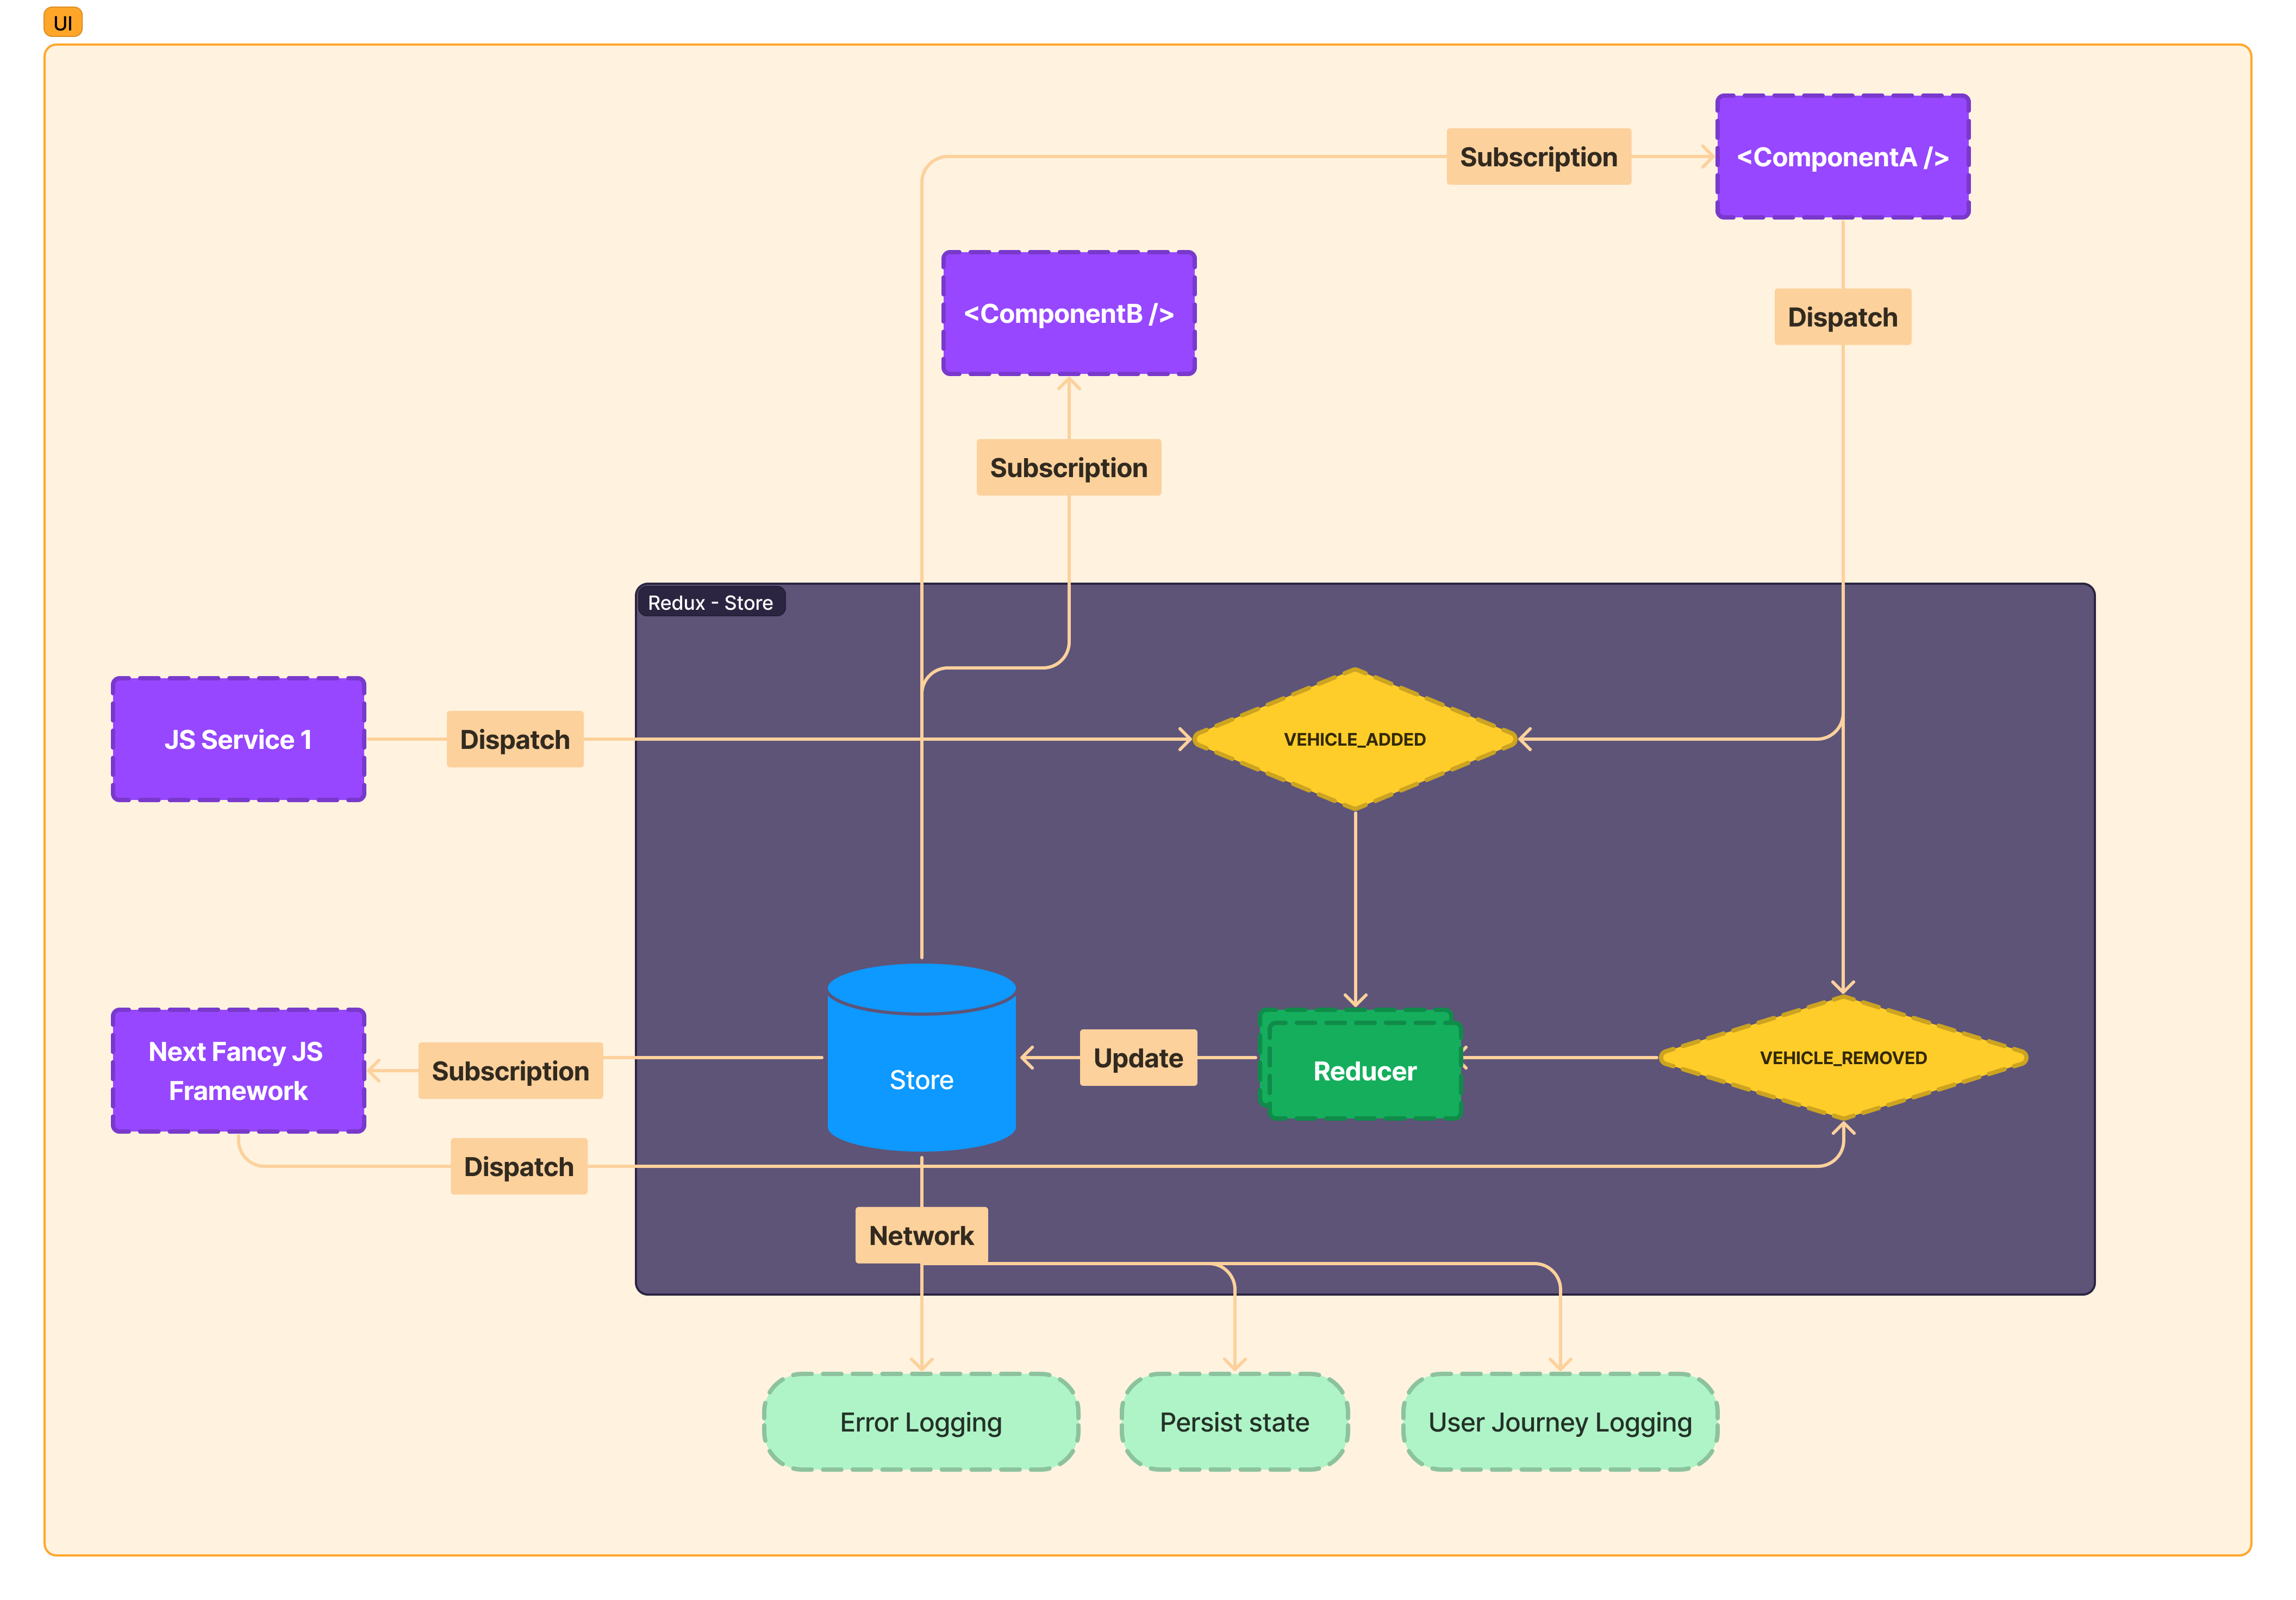 UI
Subscription
<ComponentA />
<ComponentB />
Dispatch
Subscription
Redux - Store
JS Service 1
Dispatch
VEHICLE_ADDED
Next Fancy JS
Framework
Subscription
Store
Update
Reducer
VEHICLE_REMOVED
Dispatch
Network
Error Logging
Persist state
User Journey Logging